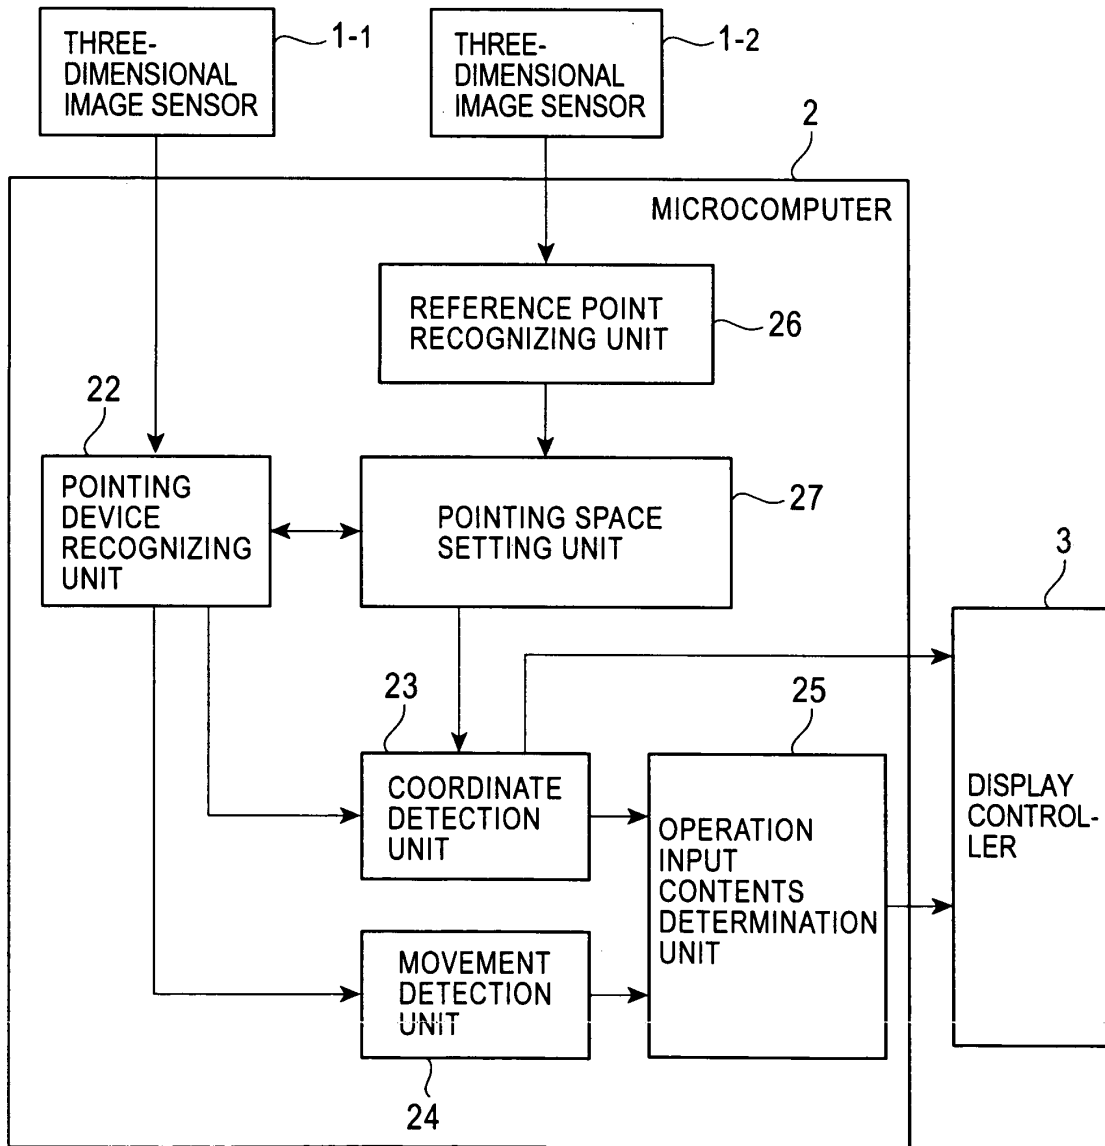 THREE-
DIMENSIONAL
IMAGE SENSOR
1-1
THREE-
DIMENSIONAL
IMAGE SENSOR
1-2
2
MICROCOMPUTER
REFERENCE POINT
RECOGNIZING UNIT
26
22
POINTING
DEVICE
RECOGNIZING
UNIT
POINTING SPACE
SETTING UNIT
27
3
23
COORDINATE
DETECTION
UNIT
25
OPERATION
INPUT
CONTENTS
DETERMINATION
UNIT
DISPLAY
CONTROL-
LER
MOVEMENT
DETECTION
UNIT
24